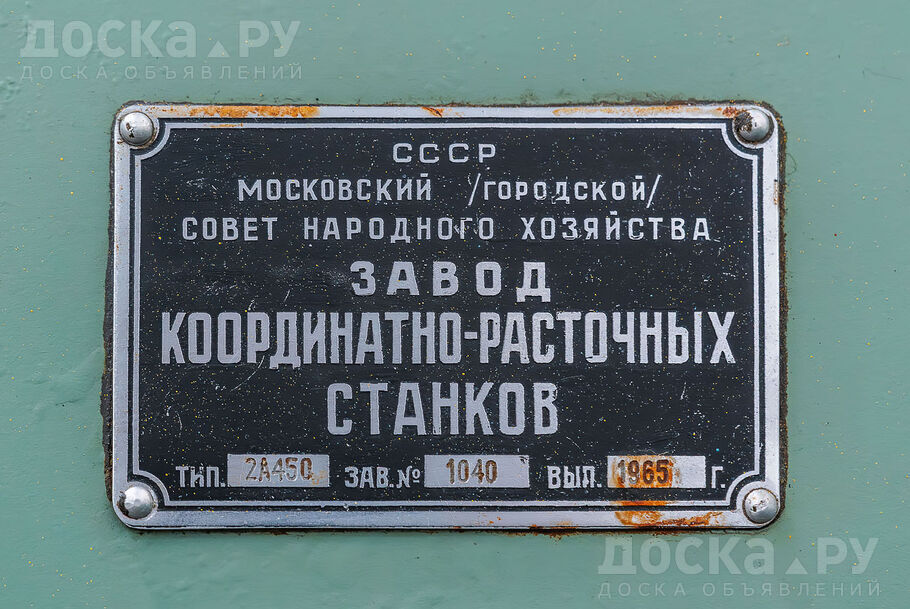 ДОСКА.РУ
ДОСКА ОБЪЯВЛЕНИЙ
СССР
МОСКОВСКИЙ /ГОРОДСКОЙ/
СОВЕТ НАРОДНОГО ХОЗЯЙСТВА
ЗАВОД
КООРДИНАТНО-РАСТОЧНЫХ
СТАНКОВ
ТИП. 2А450 ЗАВ.№ 1040 ВЫП. 1965 Г.
ДОСКА.РУ
ДОСКА ОБЪЯВЛЕНИЙ